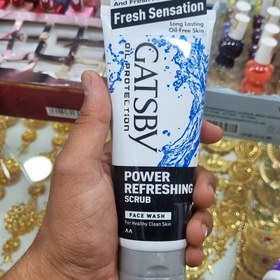 And Fresh
Fresh Sensation
Long Lasting
Oil-Free Skin
GATSBY
OIL PROTECTION
POWER
REFRESHING
SCRUB
FACE WASH
For Healthy Clean Skin